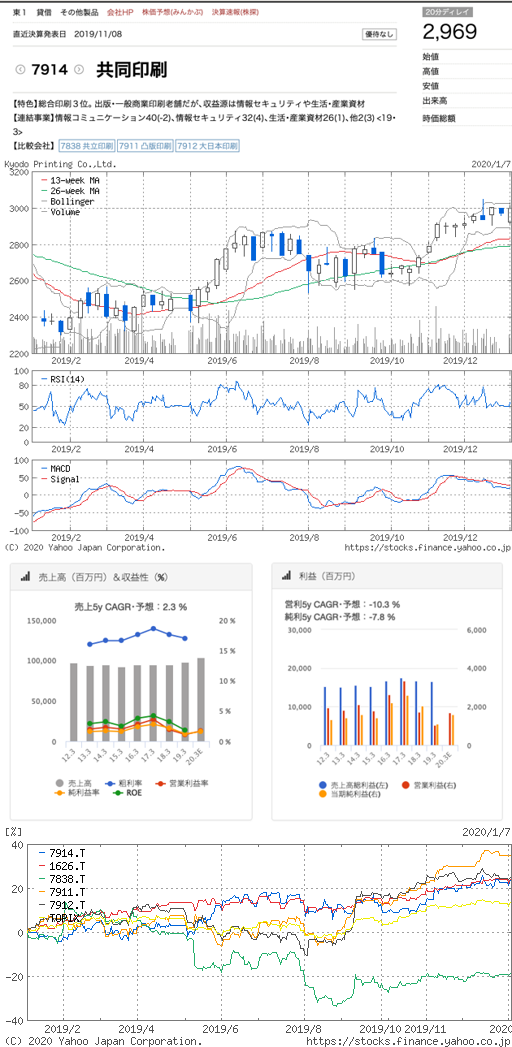 東1 貸借 その他製品 会社HP 株価予想(みんかぶ) 決算速報(株探)
20分ディレイ
直近決算発表日 2019/11/08
優待なし
2,969
7914 共同印刷
始値
高値
安値
出来高
時価総額
【特色】総合印刷3位。出版・一般商業印刷老舗だが、収益源は情報セキュリティや生活・産業資材
【連結事業】情報コミュニケーション40(-2)、情報セキュリティ32(4)、生活・産業資材26(1)、他2(3) <19・
3>
【比較会社】 7838 共立印刷 7911 凸版印刷 7912 大日本印刷
Kyodo Printing Co.,Ltd. 2020/1/7
3200
13-week MA
26-week MA
Bollinger
Volume
3000
2800
2600
2400
2200
2019/2 2019/4 2019/6 2019/8 2019/10 2019/12
100
RSI(14)
80
60
40
20
0
2019/2 2019/4 2019/6 2019/8 2019/10 2019/12
100
MACD
Signal
50
0
-50
-100
2019/2 2019/4 2019/6 2019/8 2019/10 2019/12
(C) 2020 Yahoo Japan Corporation. https://stocks.finance.yahoo.co.jp
売上高（百万円）＆収益性（%）
売上5y CAGR・予想：2.3 %
150,000
100,000
50,000
0
20 %
15 %
10 %
5 %
0 %
12.3 13.3 14.3 15.3 16.3 17.3 18.3 19.3 20.3E
売上高 粗利率 営業利益率
純利益率 ROE
利益（百万円）
営利5y CAGR・予想：-10.3 %
純利5y CAGR・予想：-7.8 %
30,000
20,000
10,000
0
6,000
4,000
2,000
0
12.3 13.3 14.3 15.3 16.3 17.3 18.3 19.3 20.3E
売上高総利益(左) 営業利益(右)
当期純利益(右)
[%] 2020/1/7
40
7914.T
1626.T
7838.T
7911.T
7912.T
TOPIX
20
0
-20
-40
2019/2 2019/4 2019/6 2019/8 2019/10 2019/11 2020
(C) 2020 Yahoo Japan Corporation. https://stocks.finance.yahoo.co.jp